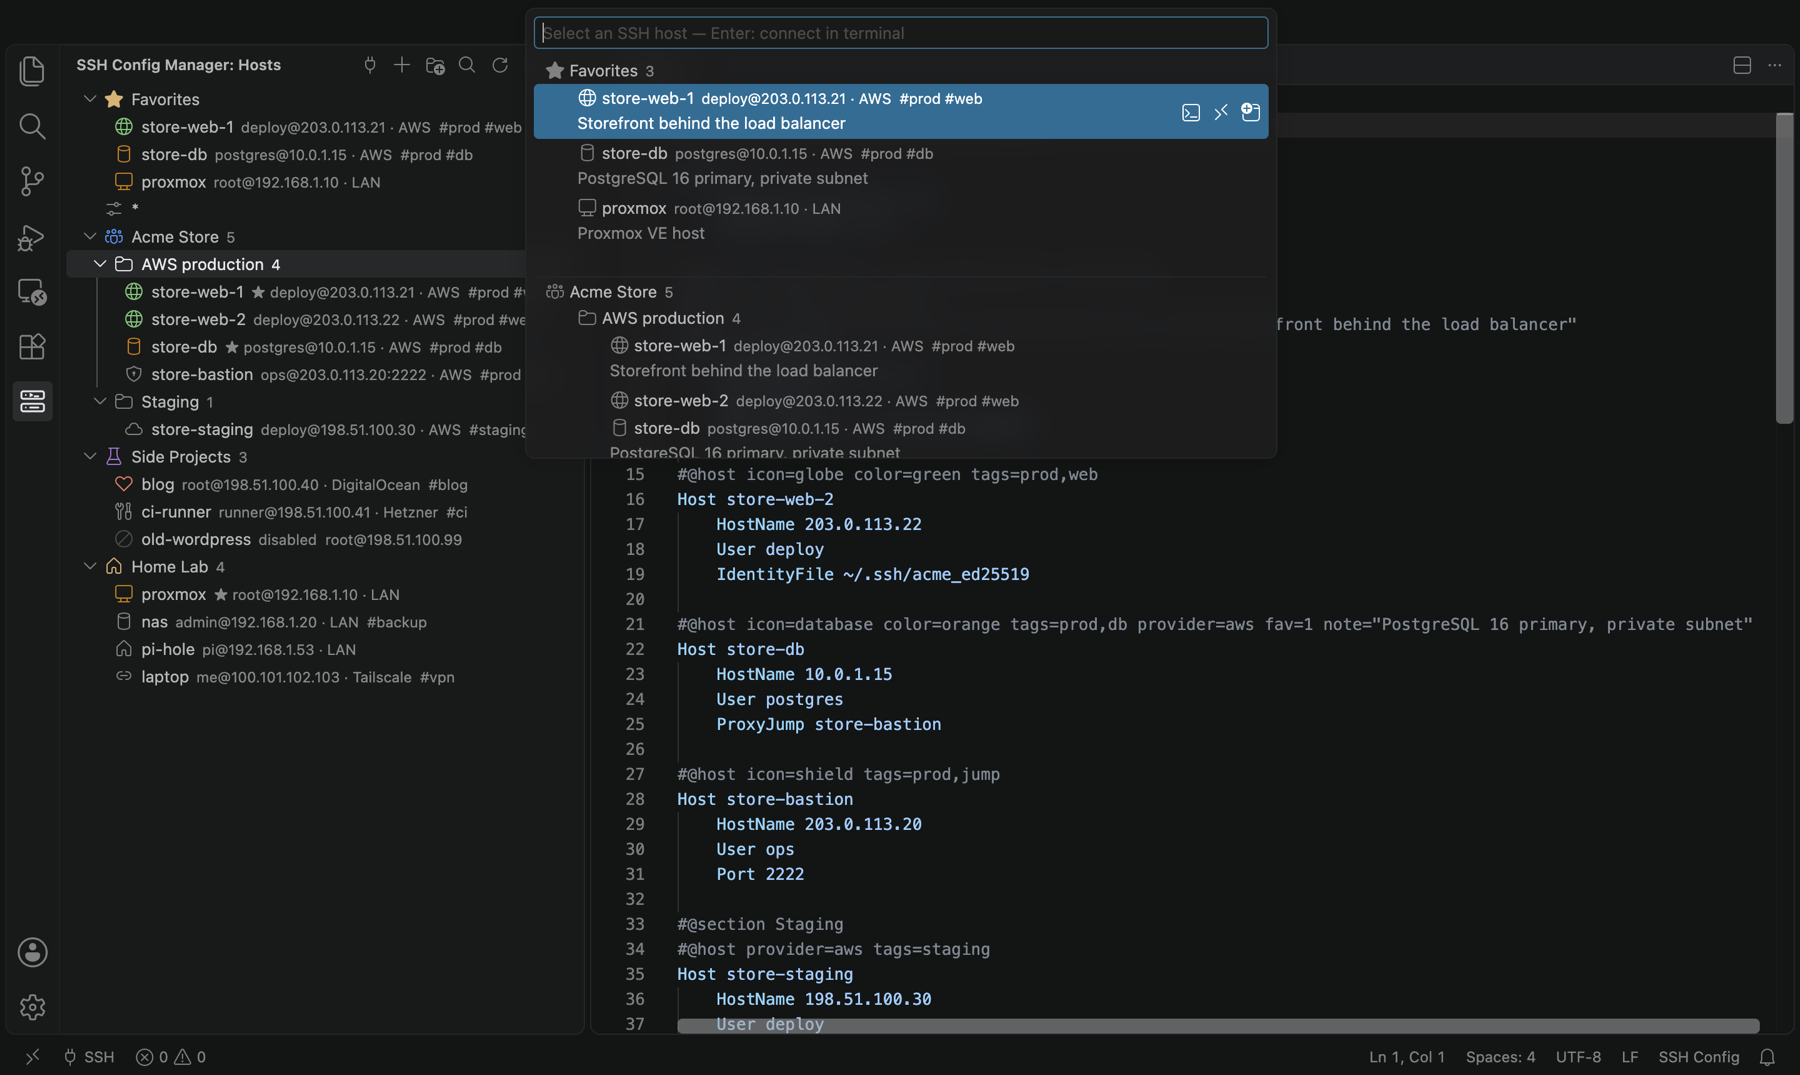 Select an SSH host — Enter: connect in terminal
SSH Config Manager: Hosts
Favorites
store-web-1 deploy@203.0.113.21 · AWS #prod #web
store-db postgres@10.0.1.15 · AWS #prod #db
proxmox root@192.168.1.10 · LAN
*
Acme Store 5
AWS production 4
store-web-1 deploy@203.0.113.21 · AWS #prod
store-web-2 deploy@203.0.113.22 · AWS #prod
store-db postgres@10.0.1.15 · AWS #prod #db
store-bastion ops@203.0.113.20:2222 · AWS #prod
Staging 1
store-staging deploy@198.51.100.30 · AWS #staging
Side Projects 3
blog root@198.51.100.40 · DigitalOcean #blog
ci-runner runner@198.51.100.41 · Hetzner #ci
old-wordpress disabled root@198.51.100.99
Home Lab 4
proxmox root@192.168.1.10 · LAN
nas admin@192.168.1.20 · LAN #backup
pi-hole pi@192.168.1.53 · LAN
laptop me@100.101.102.103 · Tailscale #vpn
Favorites 3
store-web-1 deploy@203.0.113.21 · AWS #prod #web
Storefront behind the load balancer
store-db postgres@10.0.1.15 · AWS #prod #db
PostgreSQL 16 primary, private subnet
proxmox root@192.168.1.10 · LAN
Proxmox VE host
Acme Store 5
AWS production 4
store-web-1 deploy@203.0.113.21 · AWS #prod #web
Storefront behind the load balancer
store-web-2 deploy@203.0.113.22 · AWS #prod #web
store-db postgres@10.0.1.15 · AWS #prod #db
PostgreSQL 16 primary, private subnet
front behind the load balancer"
15 #@host icon=globe color=green tags=prod,web
16 Host store-web-2
17 HostName 203.0.113.22
18 User deploy
19 IdentityFile ~/.ssh/acme_ed25519
20
21 #@host icon=database color=orange tags=prod,db provider=aws fav=1 note="PostgreSQL 16 primary, private subnet"
22 Host store-db
23 HostName 10.0.1.15
24 User postgres
25 ProxyJump store-bastion
26
27 #@host icon=shield tags=prod,jump
28 Host store-bastion
29 HostName 203.0.113.20
30 User ops
31 Port 2222
32
33 #@section Staging
34 #@host provider=aws tags=staging
35 Host store-staging
36 HostName 198.51.100.30
37 User deploy
SSH 0 0
Ln 1, Col 1 Spaces: 4 UTF-8 LF SSH Config